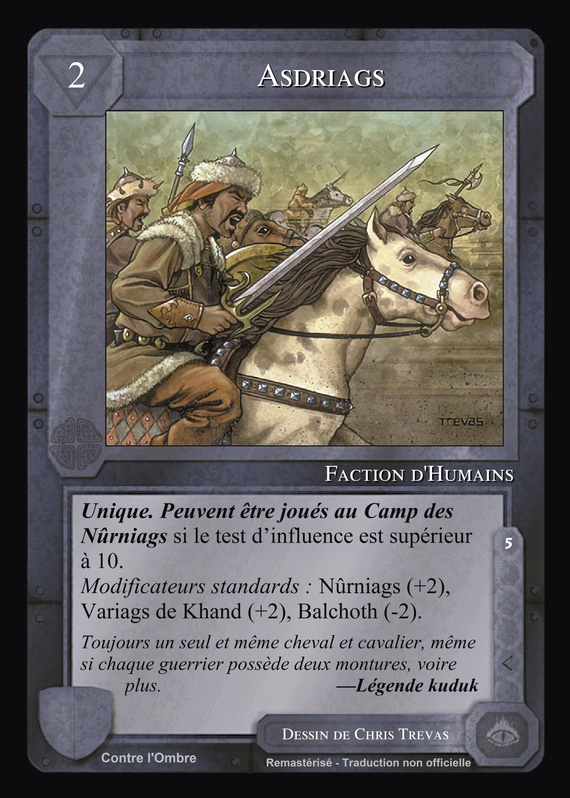 2
ASDRIAGS
TREVAS
FACTION D'HUMAINS
Unique. Peuvent être joués au Camp des
Nûrniags si le test d’influence est supérieur
à 10.
Modificateurs standards : Nûrniags (+2),
Variags de Khand (+2), Balchoth (-2).
Toujours un seul et même cheval et cavalier, même
si chaque guerrier possède deux montures, voire
plus. —Légende kuduk
5
DESSIN DE CHRIS TREVAS
Contre l'Ombre
Remastérisé - Traduction non officielle